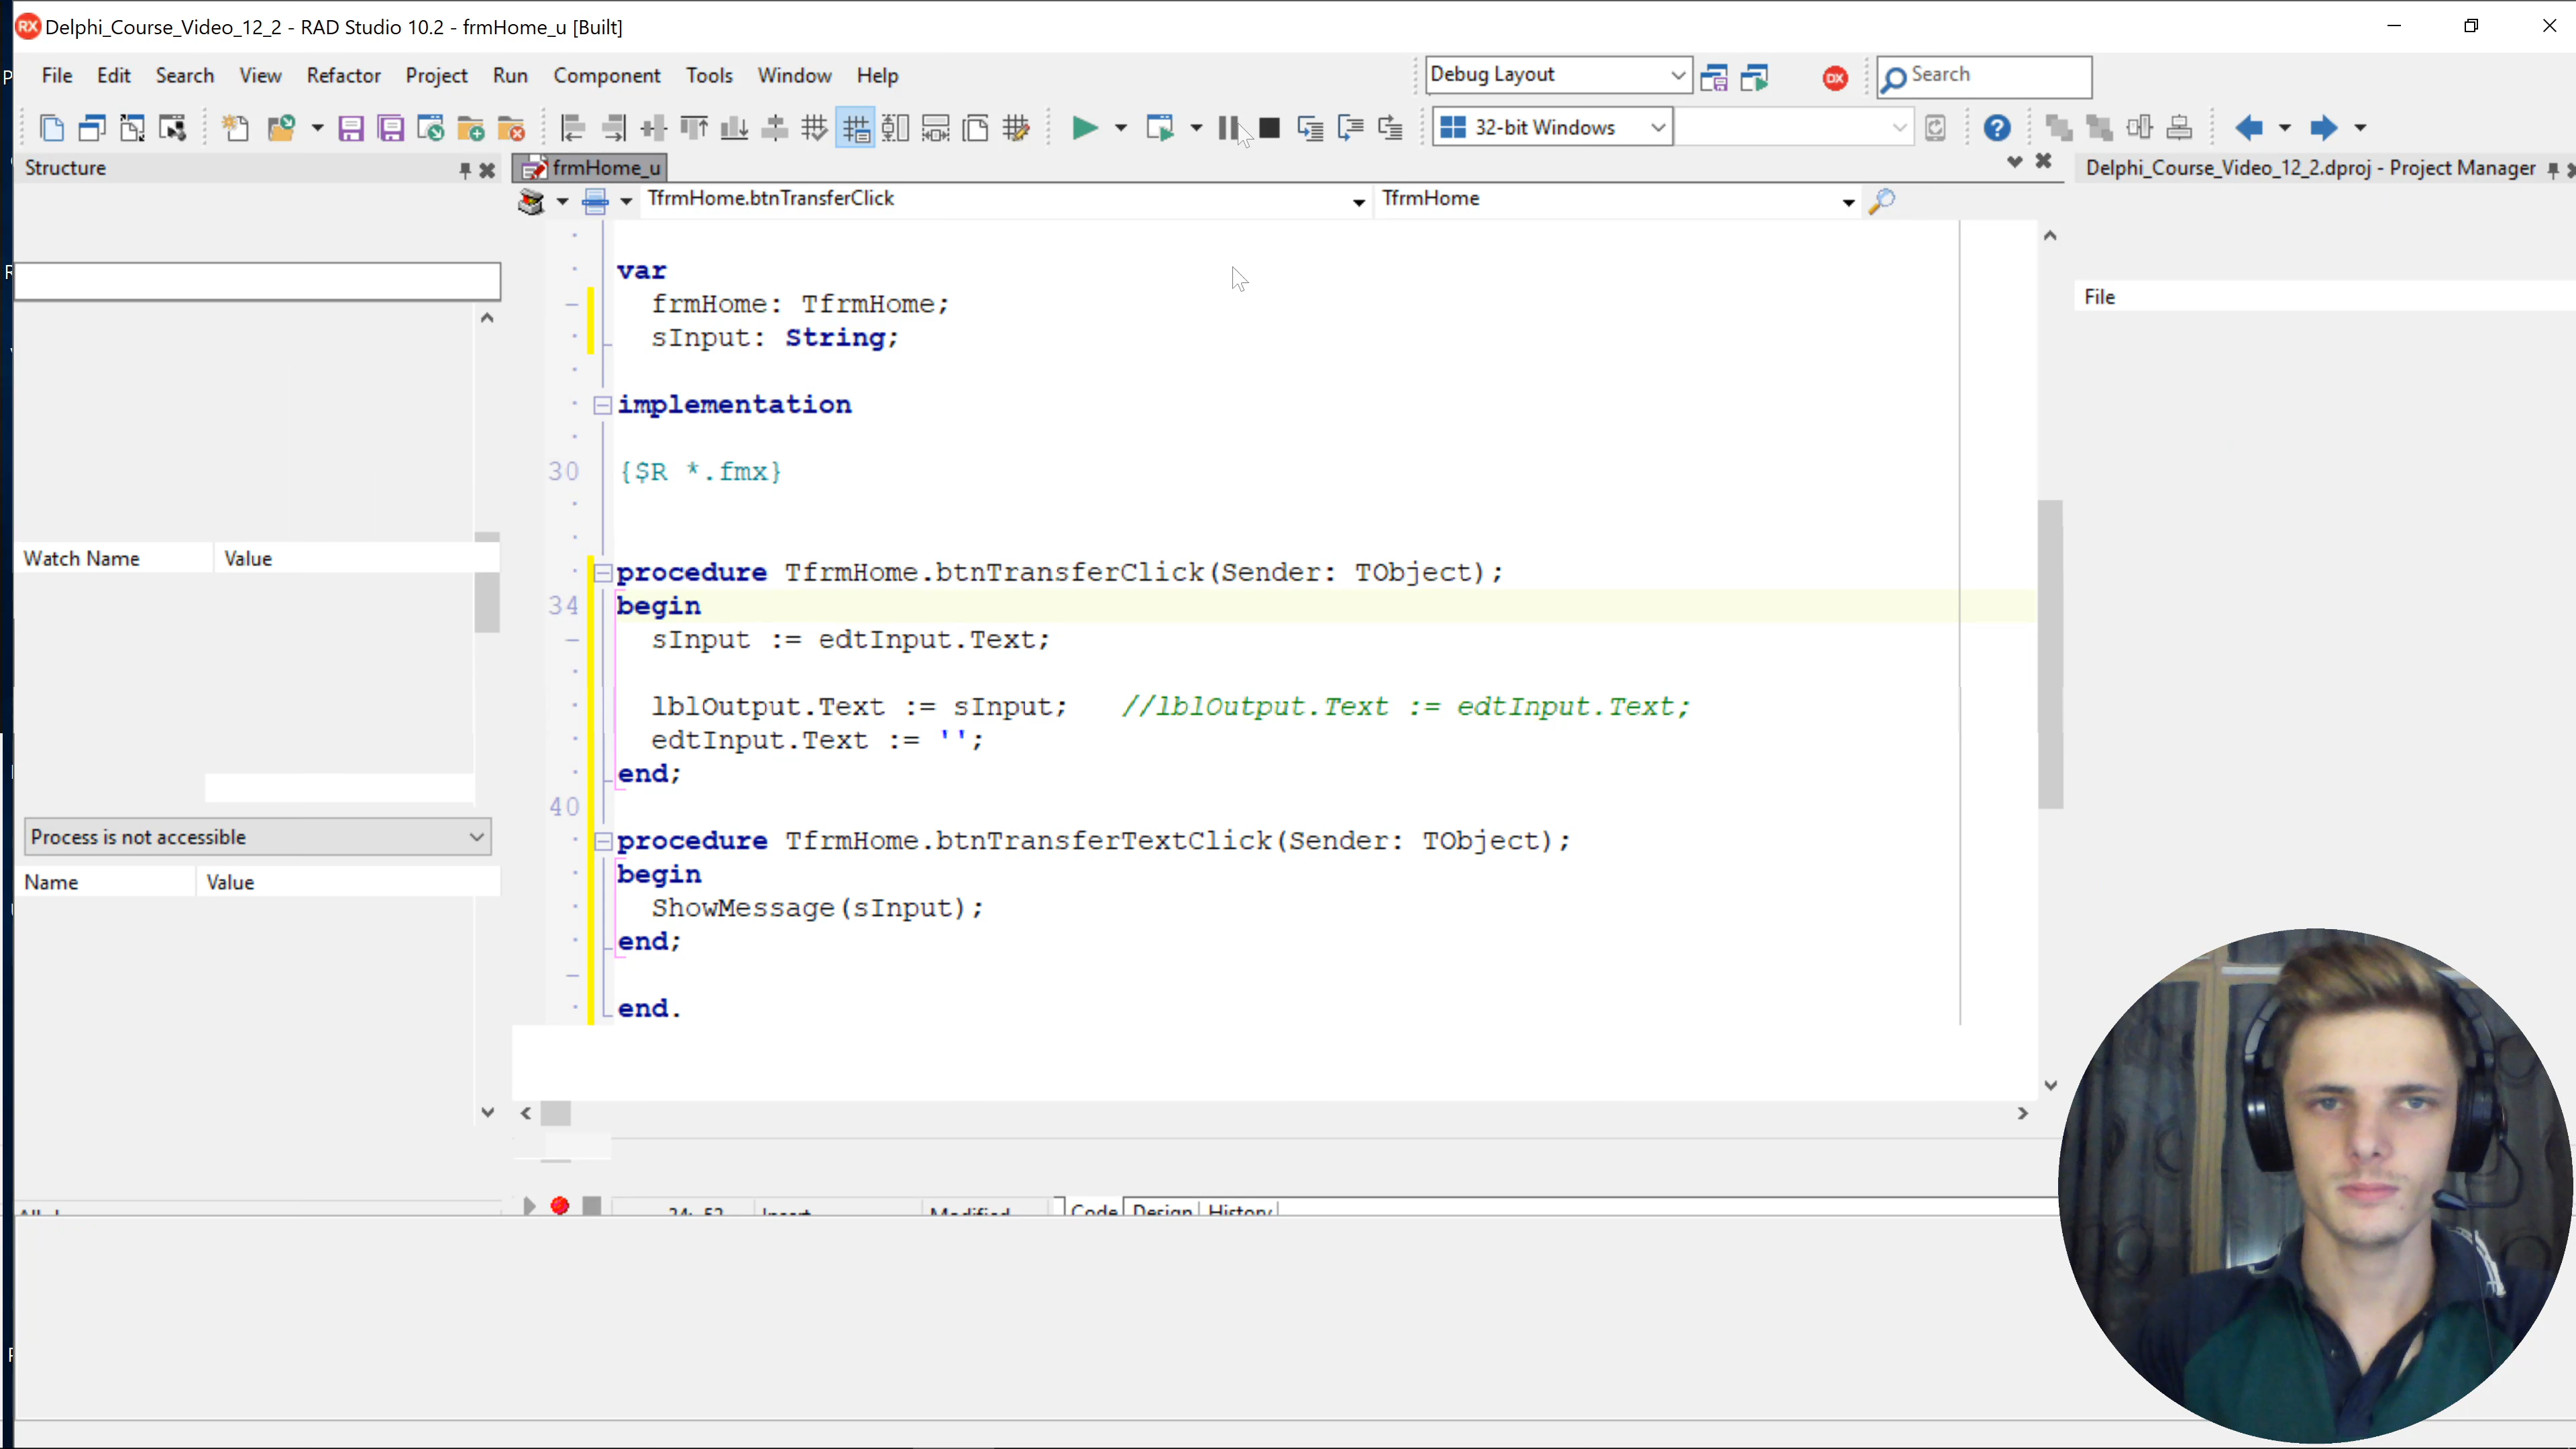 Delphi_Course_Video_12_2 - RAD Studio 10.2 - frmHome_u [Built]
File Edit Search View Refactor Project Run Component Tools Window Help
Debug Layout
DX
Search
32-bit Windows
Structure
frmHome_u
Delphi_Course_Video_12_2.dproj - Project Manager
TfrmHome.btnTransferClick
TfrmHome
File
var
frmHome: TfrmHome;
sInput: String;
implementation
30 {$R *.fmx}
procedure TfrmHome.btnTransferClick(Sender: TObject);
34 begin
sInput := edtInput.Text;
lblOutput.Text := sInput; //lblOutput.Text := edtInput.Text;
edtInput.Text := '';
end;
40
procedure TfrmHome.btnTransferTextClick(Sender: TObject);
begin
ShowMessage(sInput);
end;
end.
Watch Name Value
Process is not accessible
Name Value
Insert Modified Code Design History